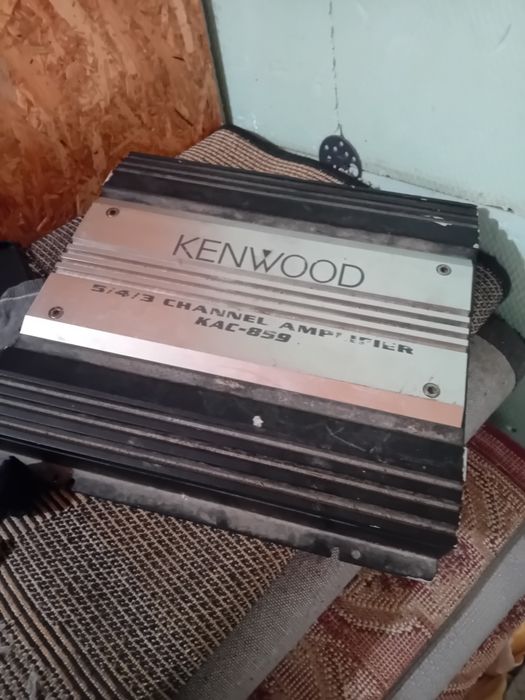 KENWOOD
5/4/3 CHANNEL AMPLIFIER
KAC-859